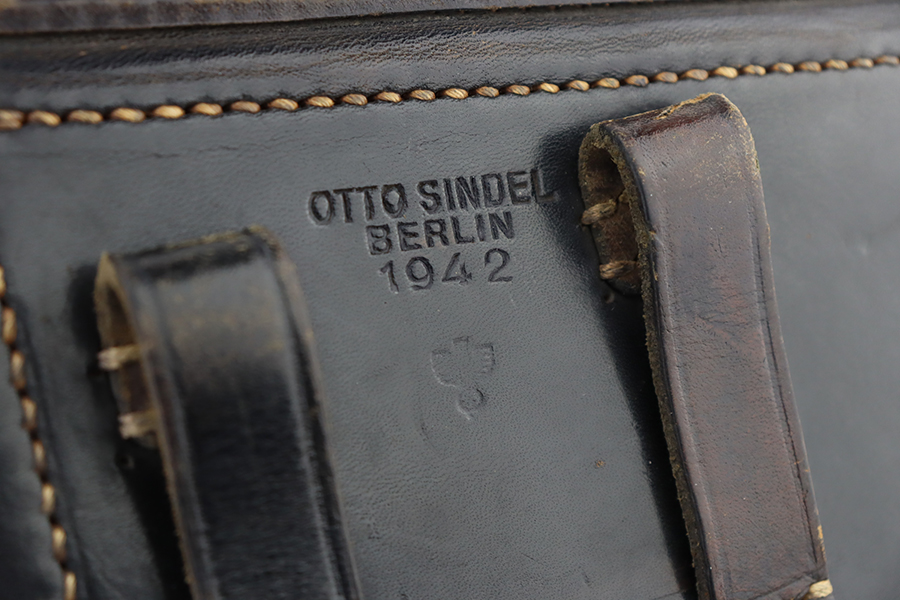 OTTO SINDEL
BERLIN
1942